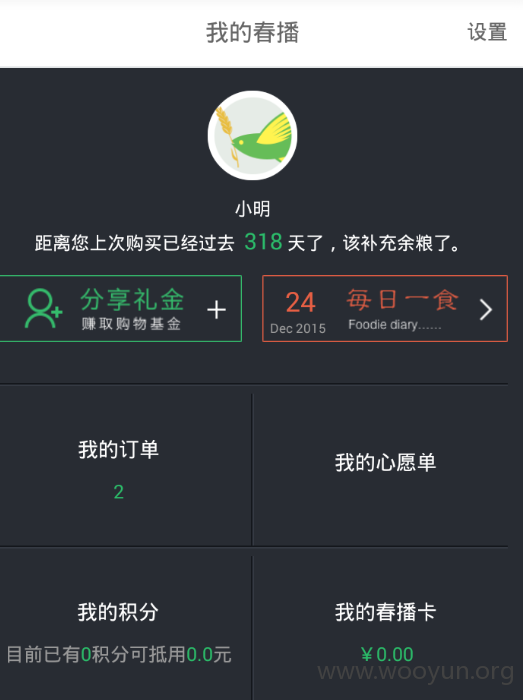 我的春播
设置
小明
距离您上次购买已经过去 318 天了，该补充余粮了。
分享礼金
赚取购物基金
+
24
Dec 2015
每日一食
Foodie diary......
我的订单
2
我的心愿单
我的积分
目前已有0积分可抵用0.0元
我的春播卡
￥0.00
www.wooyun.org